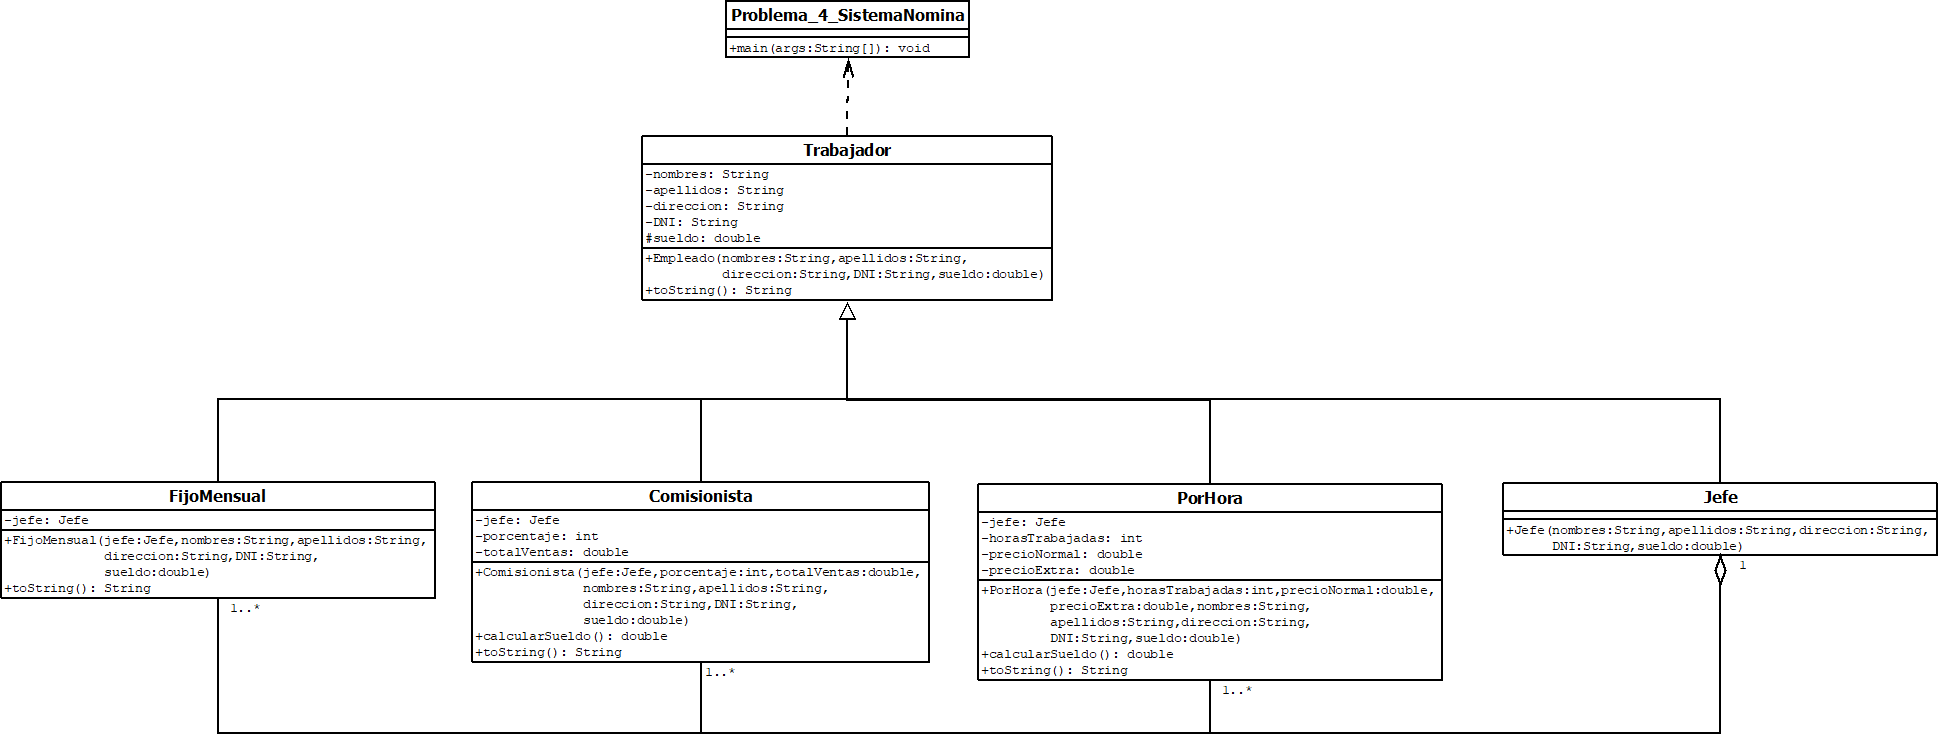 Problema_4_SistemaNomina
+main(args:String[]): void
Trabajador
-nombres: String
-apellidos: String
-direccion: String
-DNI: String
#sueldo: double
+Empleado(nombres:String,apellidos:String,
direccion:String,DNI:String,sueldo:double)
+toString(): String
FijoMensual
-jefe: Jefe
+FijoMensual(jefe:Jefe,nombres:String,apellidos:String,
direccion:String,DNI:String,
sueldo:double)
+toString(): String
1..*
Comisionista
-jefe: Jefe
-porcentaje: int
-totalVentas: double
+Comisionista(jefe:Jefe,porcentaje:int,totalVentas:double,
nombres:String,apellidos:String,
direccion:String,DNI:String,
sueldo:double)
+calcularSueldo(): double
+toString(): String
1..*
PorHora
-jefe: Jefe
-horasTrabajadas: int
-precioNormal: double
-precioExtra: double
+PorHora(jefe:Jefe,horasTrabajadas:int,precioNormal:double,
precioExtra:double,nombres:String,
apellidos:String,direccion:String,
DNI:String,sueldo:double)
+calcularSueldo(): double
+toString(): String
1..*
Jefe
+Jefe(nombres:String,apellidos:String,direccion:String,
DNI:String,sueldo:double)
1